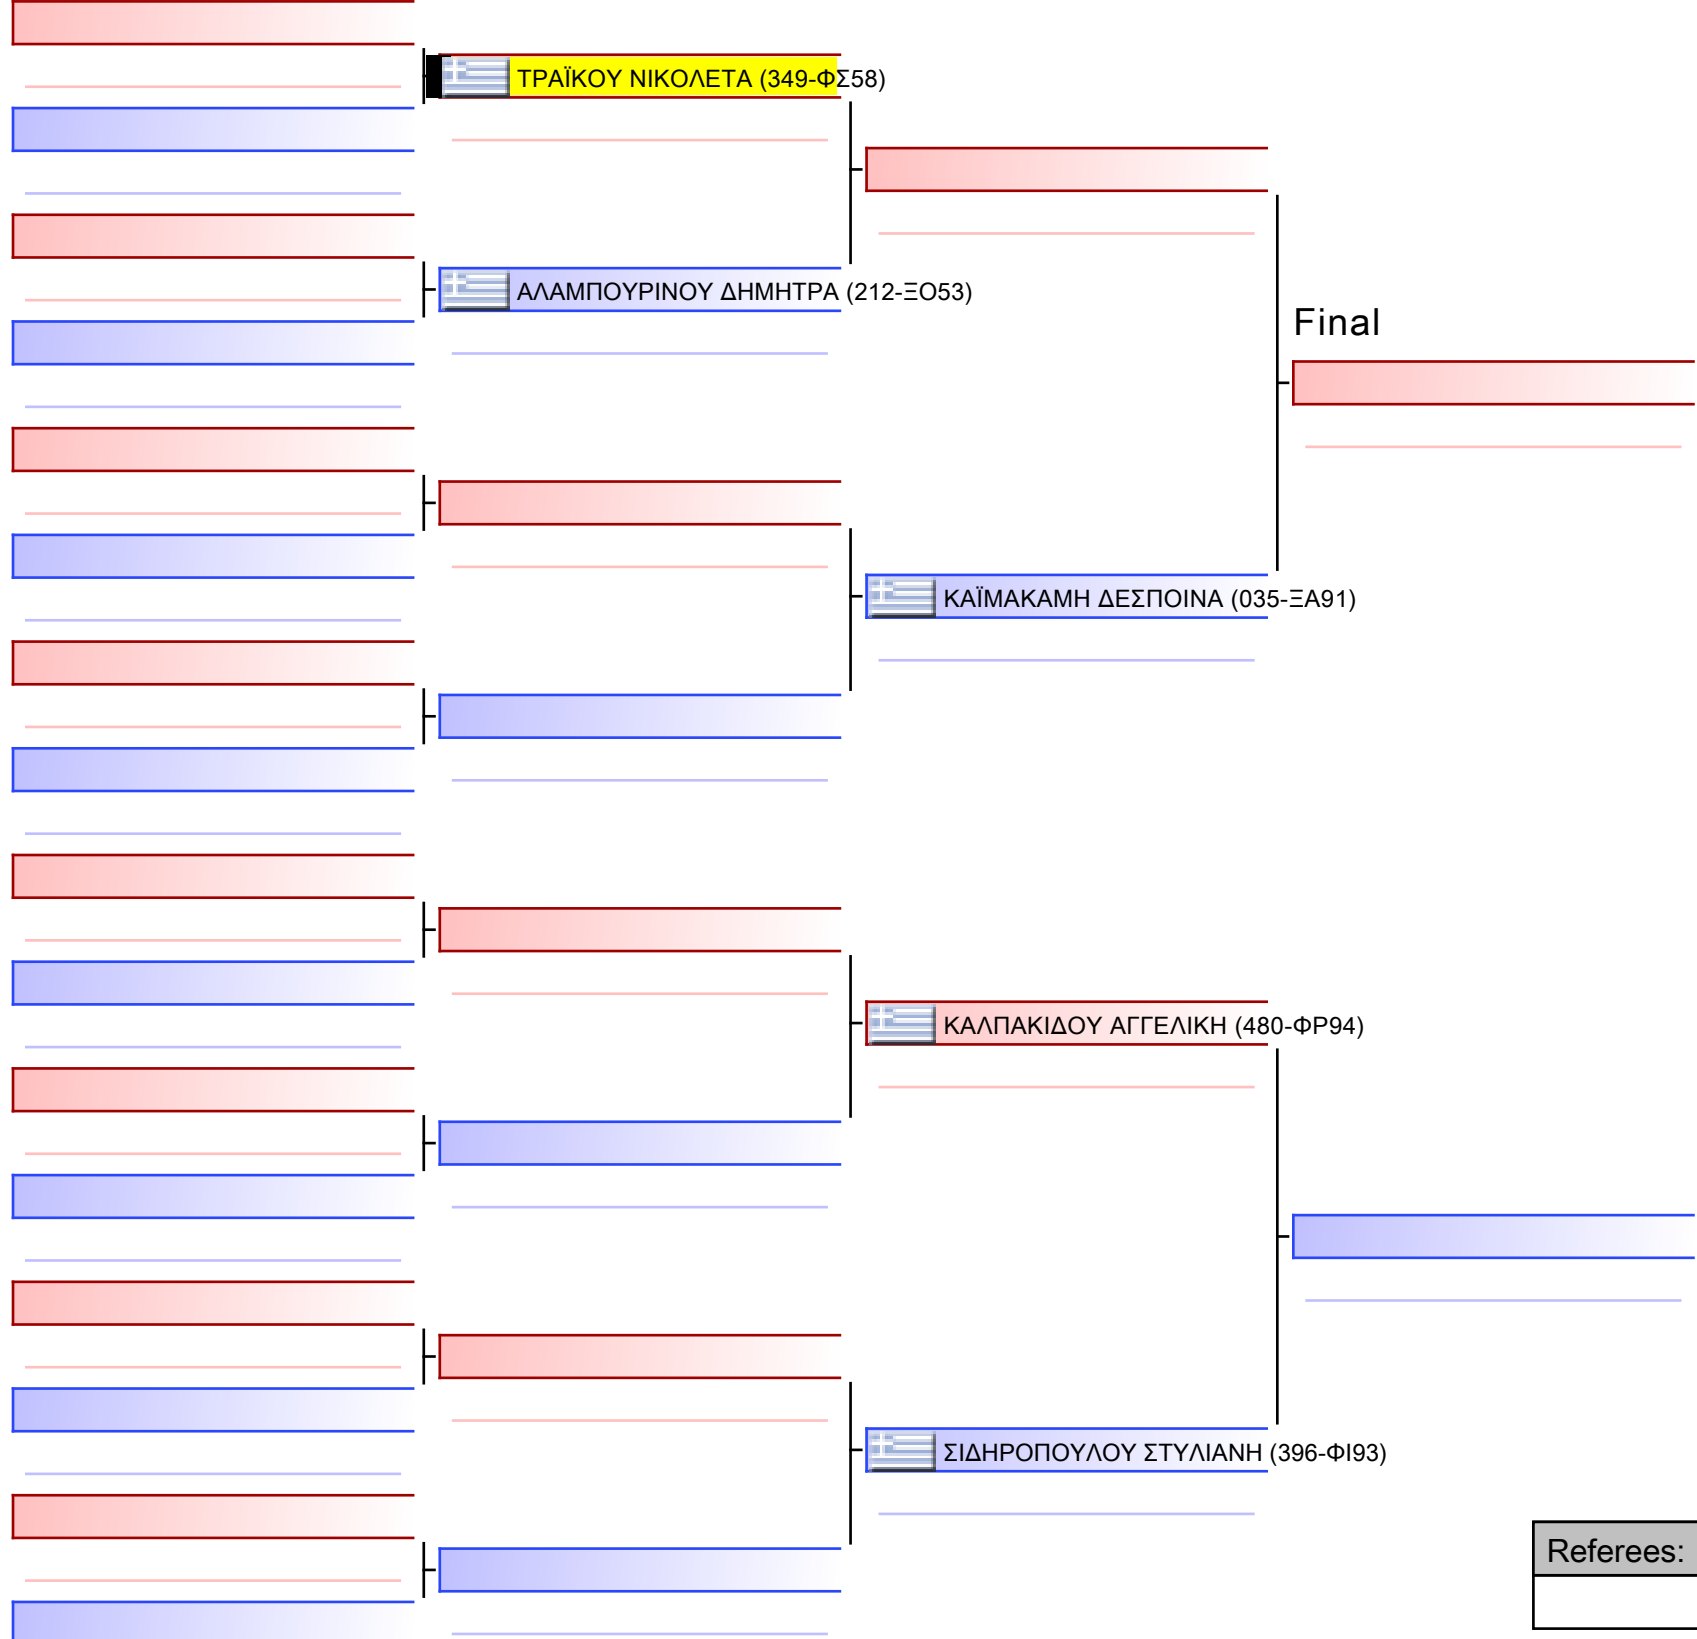 ΤΡΑΪΚΟΥ ΝΙΚΟΛΕΤΑ (349-ΦΣ58)
ΑΛΑΜΠΟΥΡΙΝΟΥ ΔΗΜΗΤΡΑ (212-ΞΟ53)
Final
ΚΑΪΜΑΚΑΜΗ ΔΕΣΠΟΙΝΑ (035-ΞΑ91)
ΚΑΛΠΑΚΙΔΟΥ ΑΓΓΕΛΙΚΗ (480-ΦΡ94)
ΣΙΔΗΡΟΠΟΥΛΟΥ ΣΤΥΛΙΑΝΗ (396-ΦΙ93)
Referees: